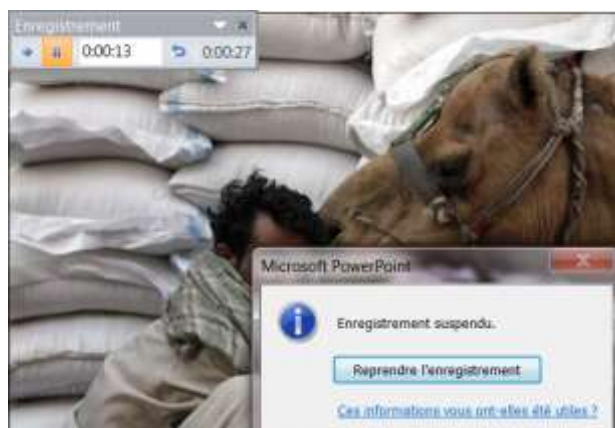 Enregistrement
0:00:13 0:00:27
Microsoft PowerPoint
Enregistrement suspendu.
Reprendre l'enregistrement
Ces informations vous ont-elles été utiles ?